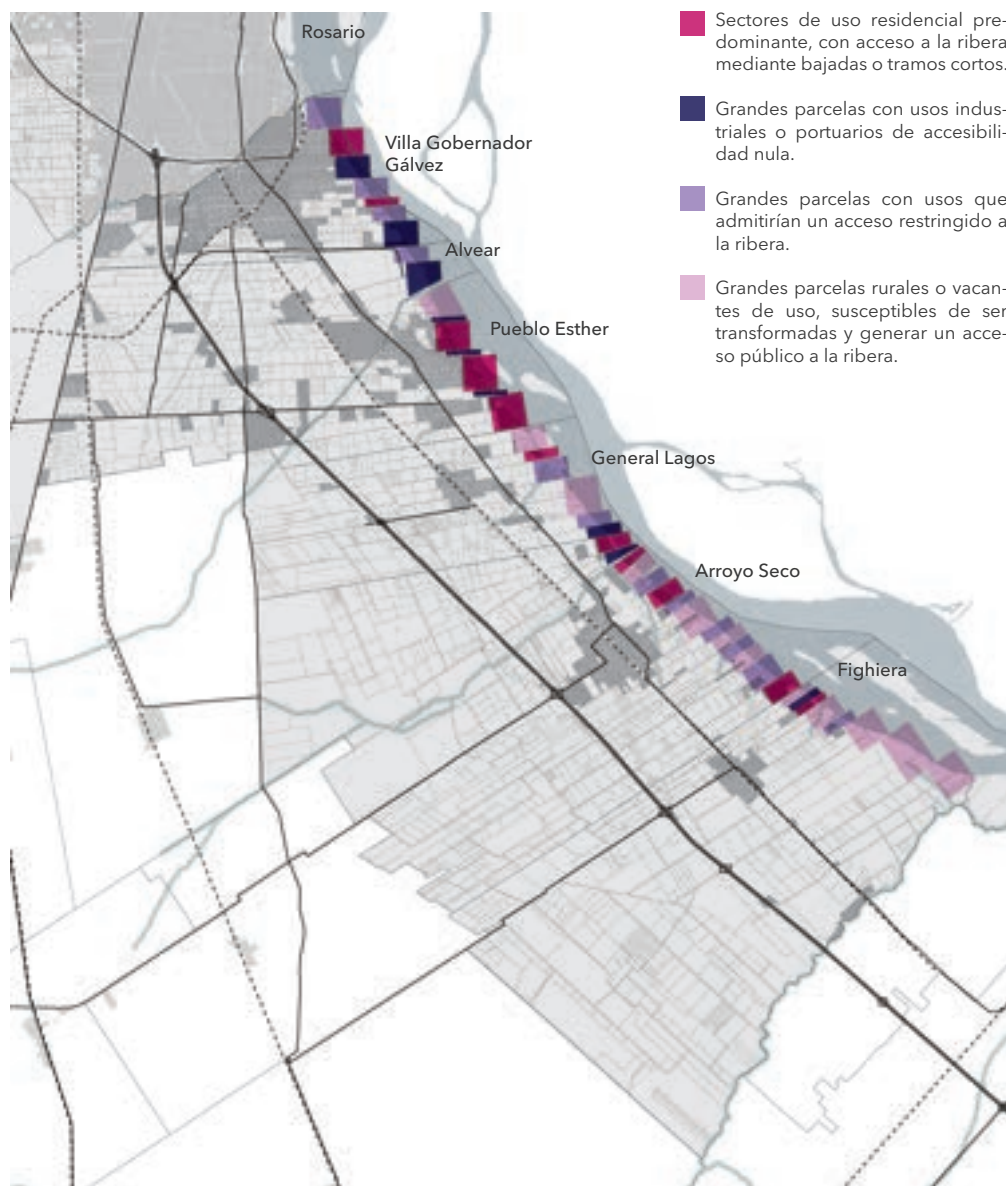 Rosario
Villa Gobernador
Gálvez
Alvear
Pueblo Esther
General Lagos
Arroyo Seco
Fighiera
Sectores de uso residencial pre-
dominante, con acceso a la ribera
mediante bajadas o tramos cortos.
Grandes parcelas con usos indus-
triales o portuarios de accesibili-
dad nula.
Grandes parcelas con usos que
admitirían un acceso restringido a
la ribera.
Grandes parcelas rurales o vacan-
tes de uso, susceptibles de ser
transformadas y generar un acce-
so público a la ribera.